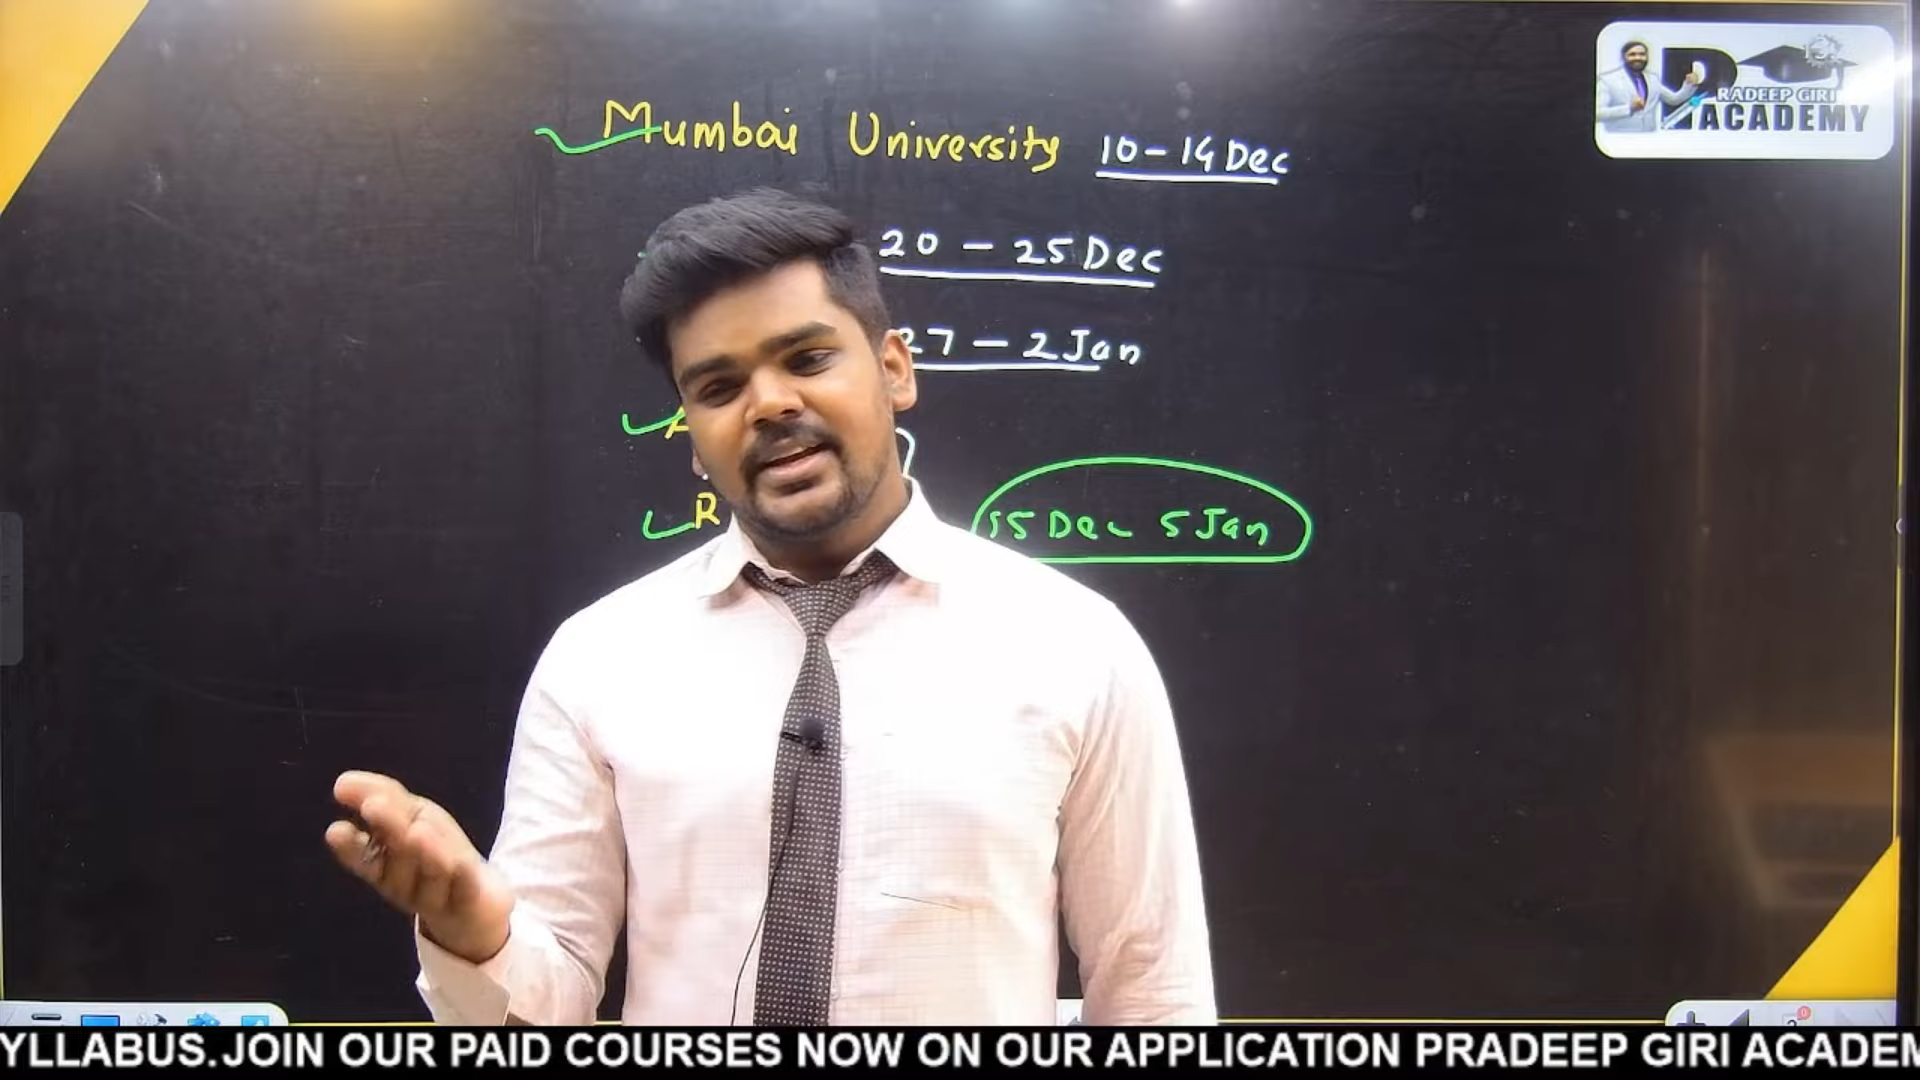 Mumbai University 10-14 Dec
20 - 25 Dec
27 - 2 Jan
R
15 Dec 5 Jan
RADEEP GIRI
ACADEMY
YLLABUS.JOIN OUR PAID COURSES NOW ON OUR APPLICATION PRADEEP GIRI ACADEM